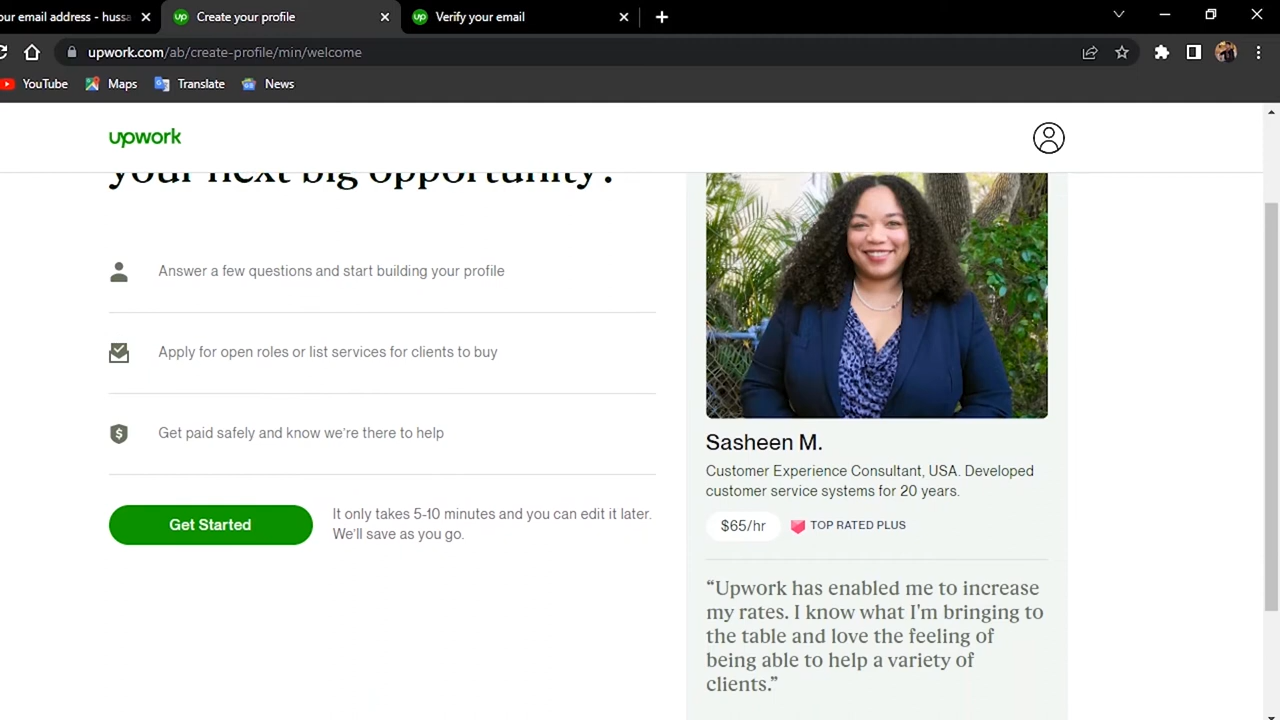 our email address - hussa
Create your profile
Verify your email
upwork.com/ab/create-profile/min/welcome
YouTube
Maps
Translate
News
upwork
your next big opportunity?
Answer a few questions and start building your profile
Apply for open roles or list services for clients to buy
Get paid safely and know we're there to help
Get Started
It only takes 5-10 minutes and you can edit it later.
We'll save as you go.
Sasheen M.
Customer Experience Consultant, USA. Developed
customer service systems for 20 years.
$65/hr
TOP RATED PLUS
“Upwork has enabled me to increase
my rates. I know what I'm bringing to
the table and love the feeling of
being able to help a variety of
clients.”